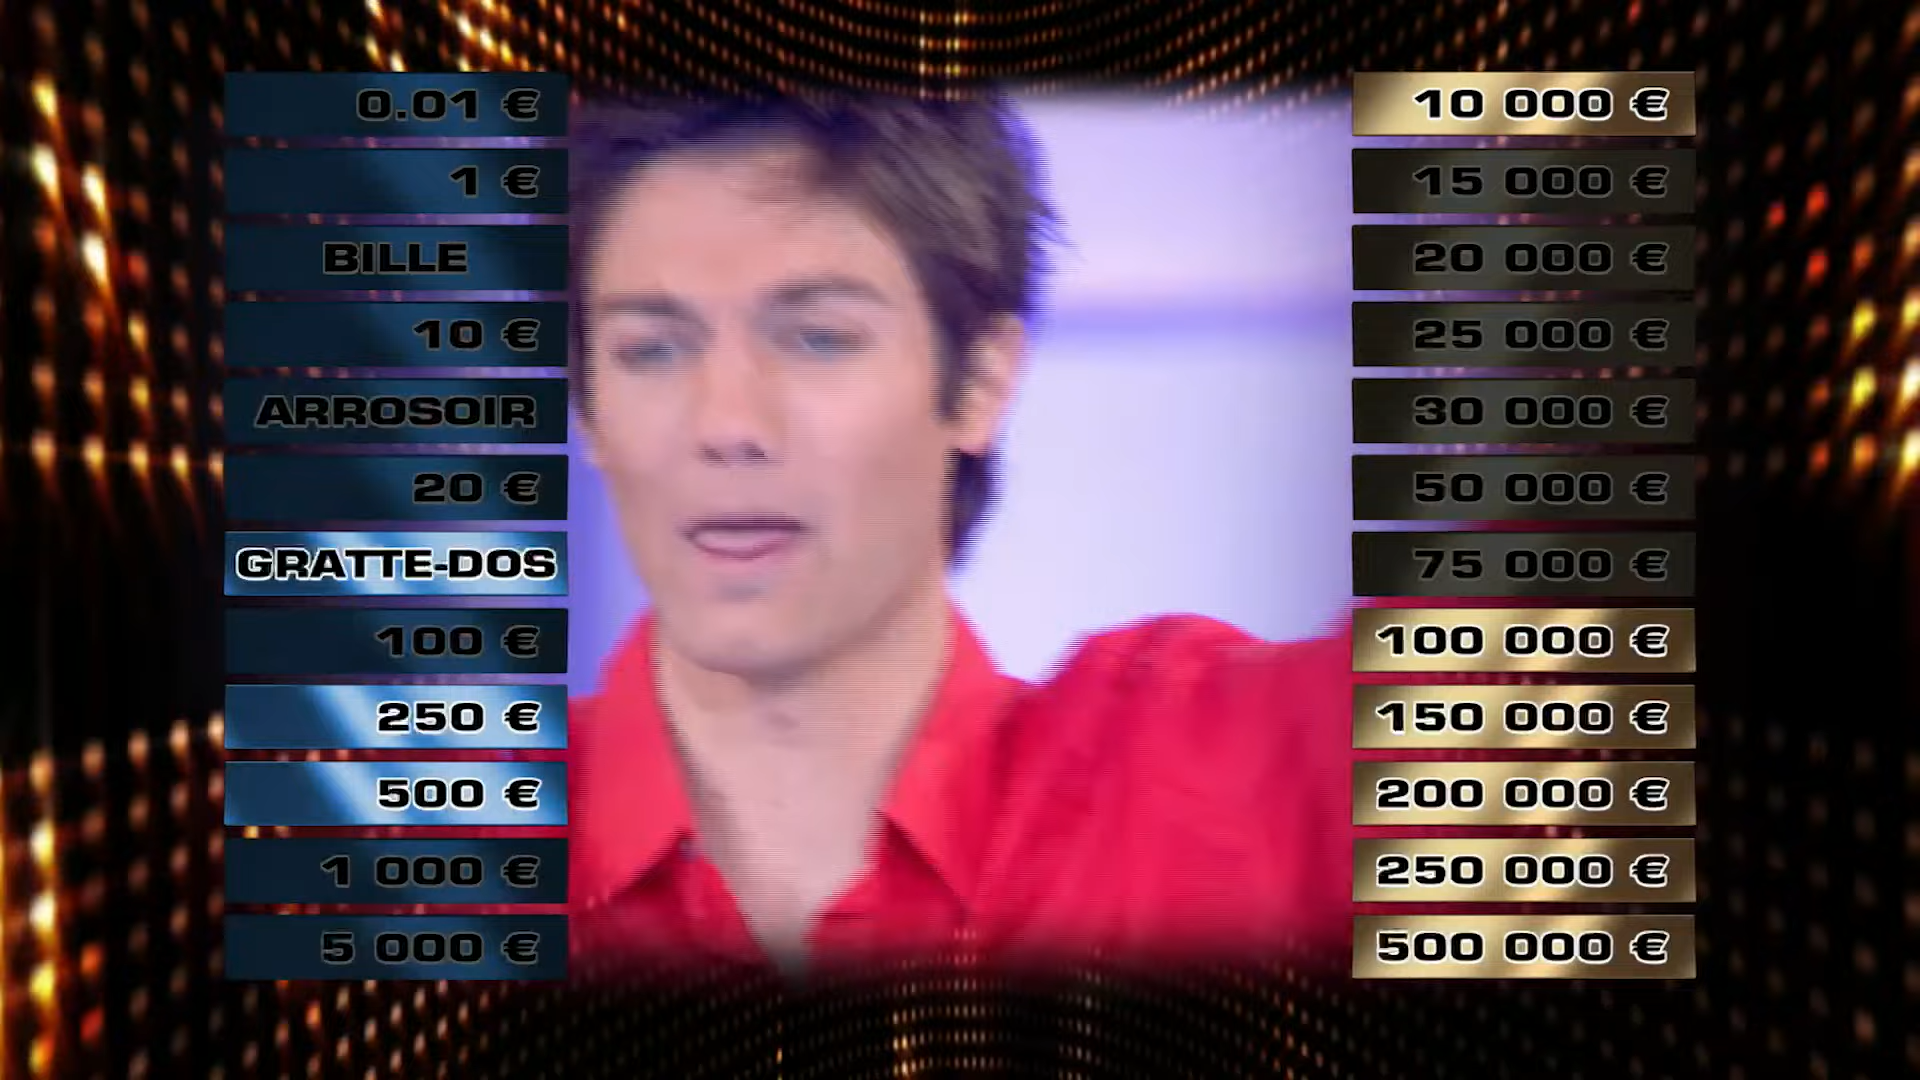 0.01 €
1 €
BILLE
10 €
ARROSOIR
20 €
GRATTE-DOS
100 €
250 €
500 €
1 000 €
5 000 €
10 000 €
15 000 €
20 000 €
25 000 €
30 000 €
50 000 €
75 000 €
100 000 €
150 000 €
200 000 €
250 000 €
500 000 €